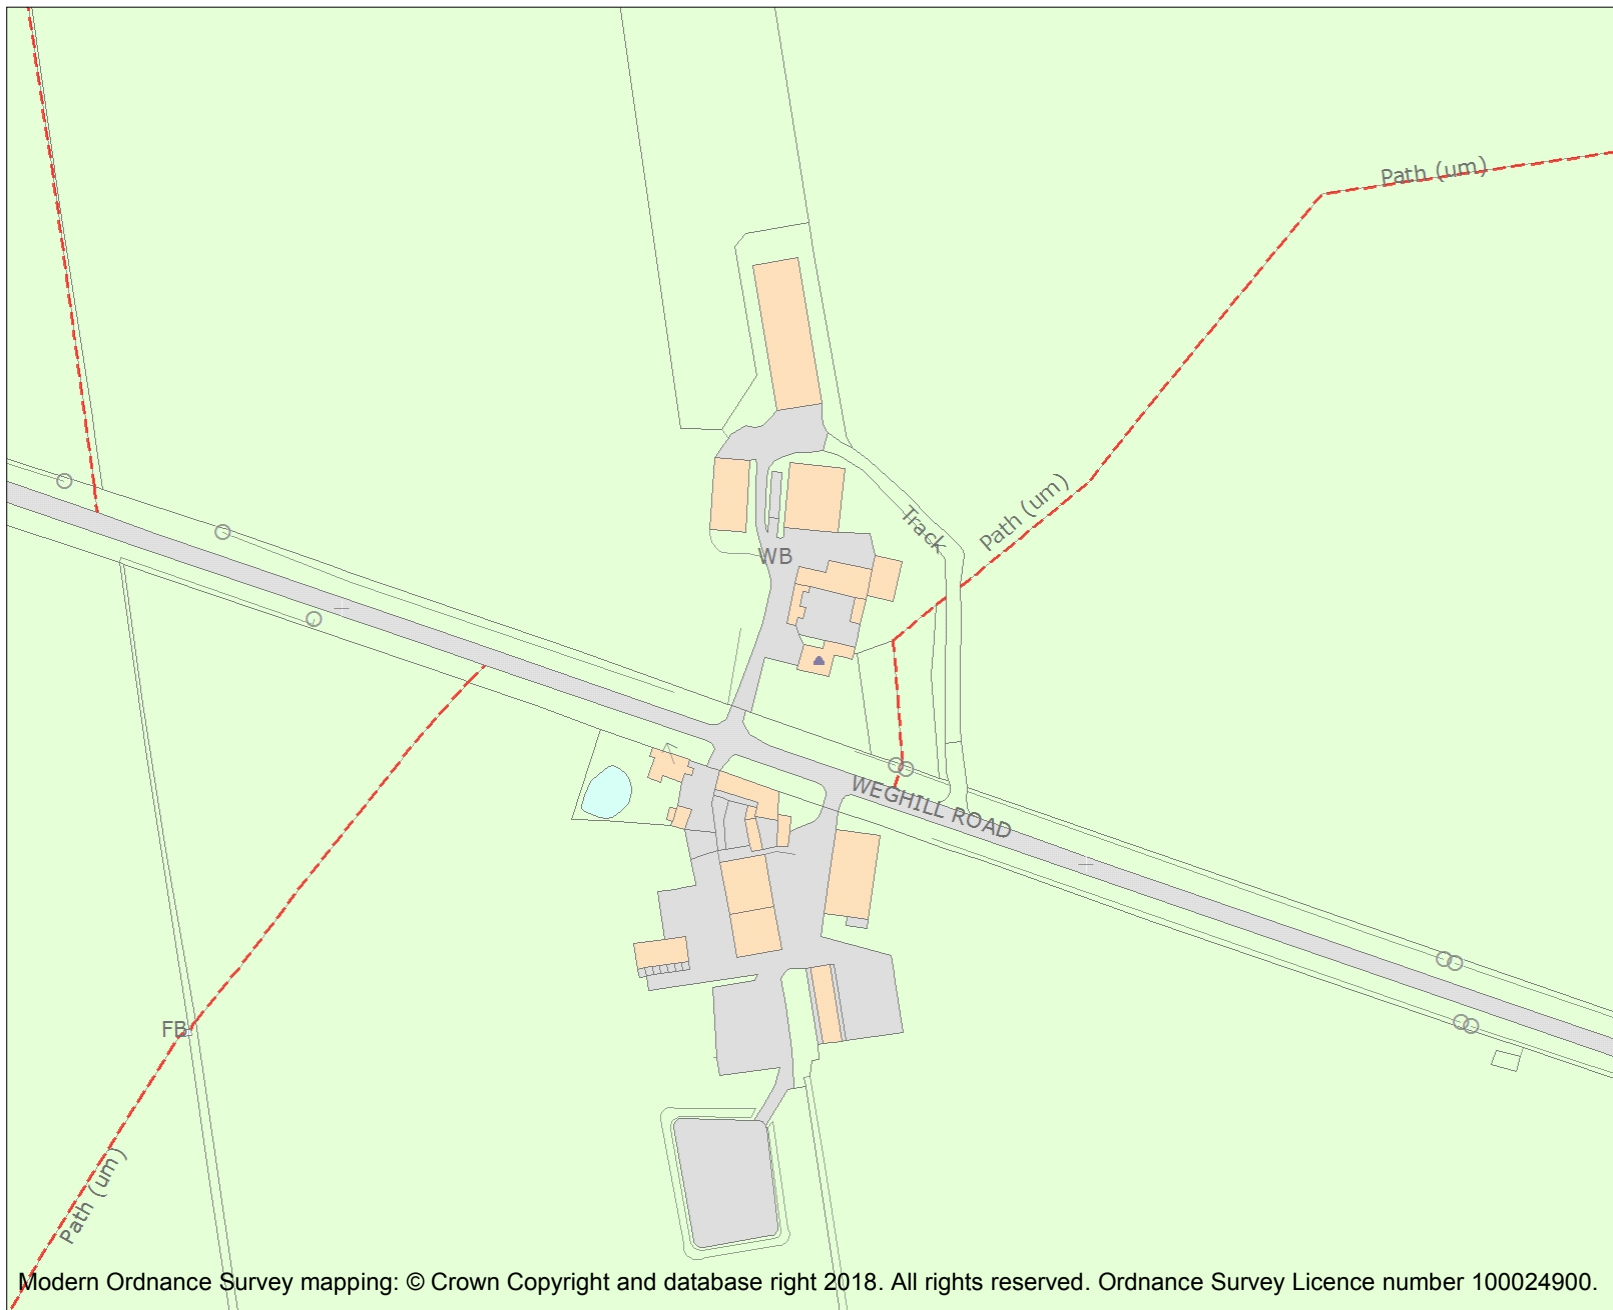 Path (um)
Path (um)
Track
WB
WEGHILL ROAD
FB
Path (um)
Modern Ordnance Survey mapping: © Crown Copyright and database right 2018. All rights reserved. Ordnance Survey Licence number 100024900.